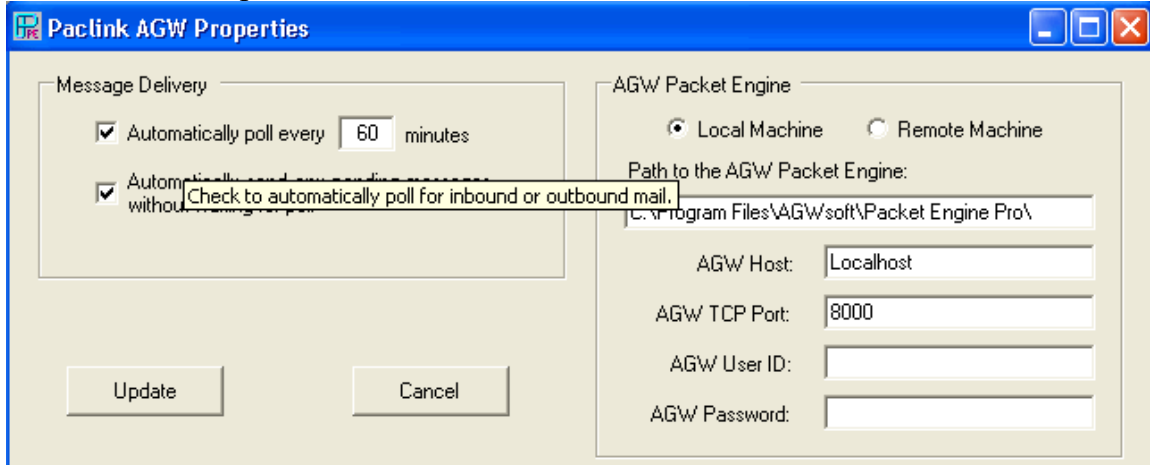 Paclink AGW Properties
Message Delivery
Automatically poll every 60 minutes
Check to automatically poll for inbound or outbound mail.
AGW Packet Engine
Local Machine Remote Machine
Path to the AGW Packet Engine:
C:\Program Files\AGWsoft\Packet Engine Pro\
AGW Host: Localhost
AGW TCP Port: 8000
AGW User ID:
AGW Password:
Update Cancel